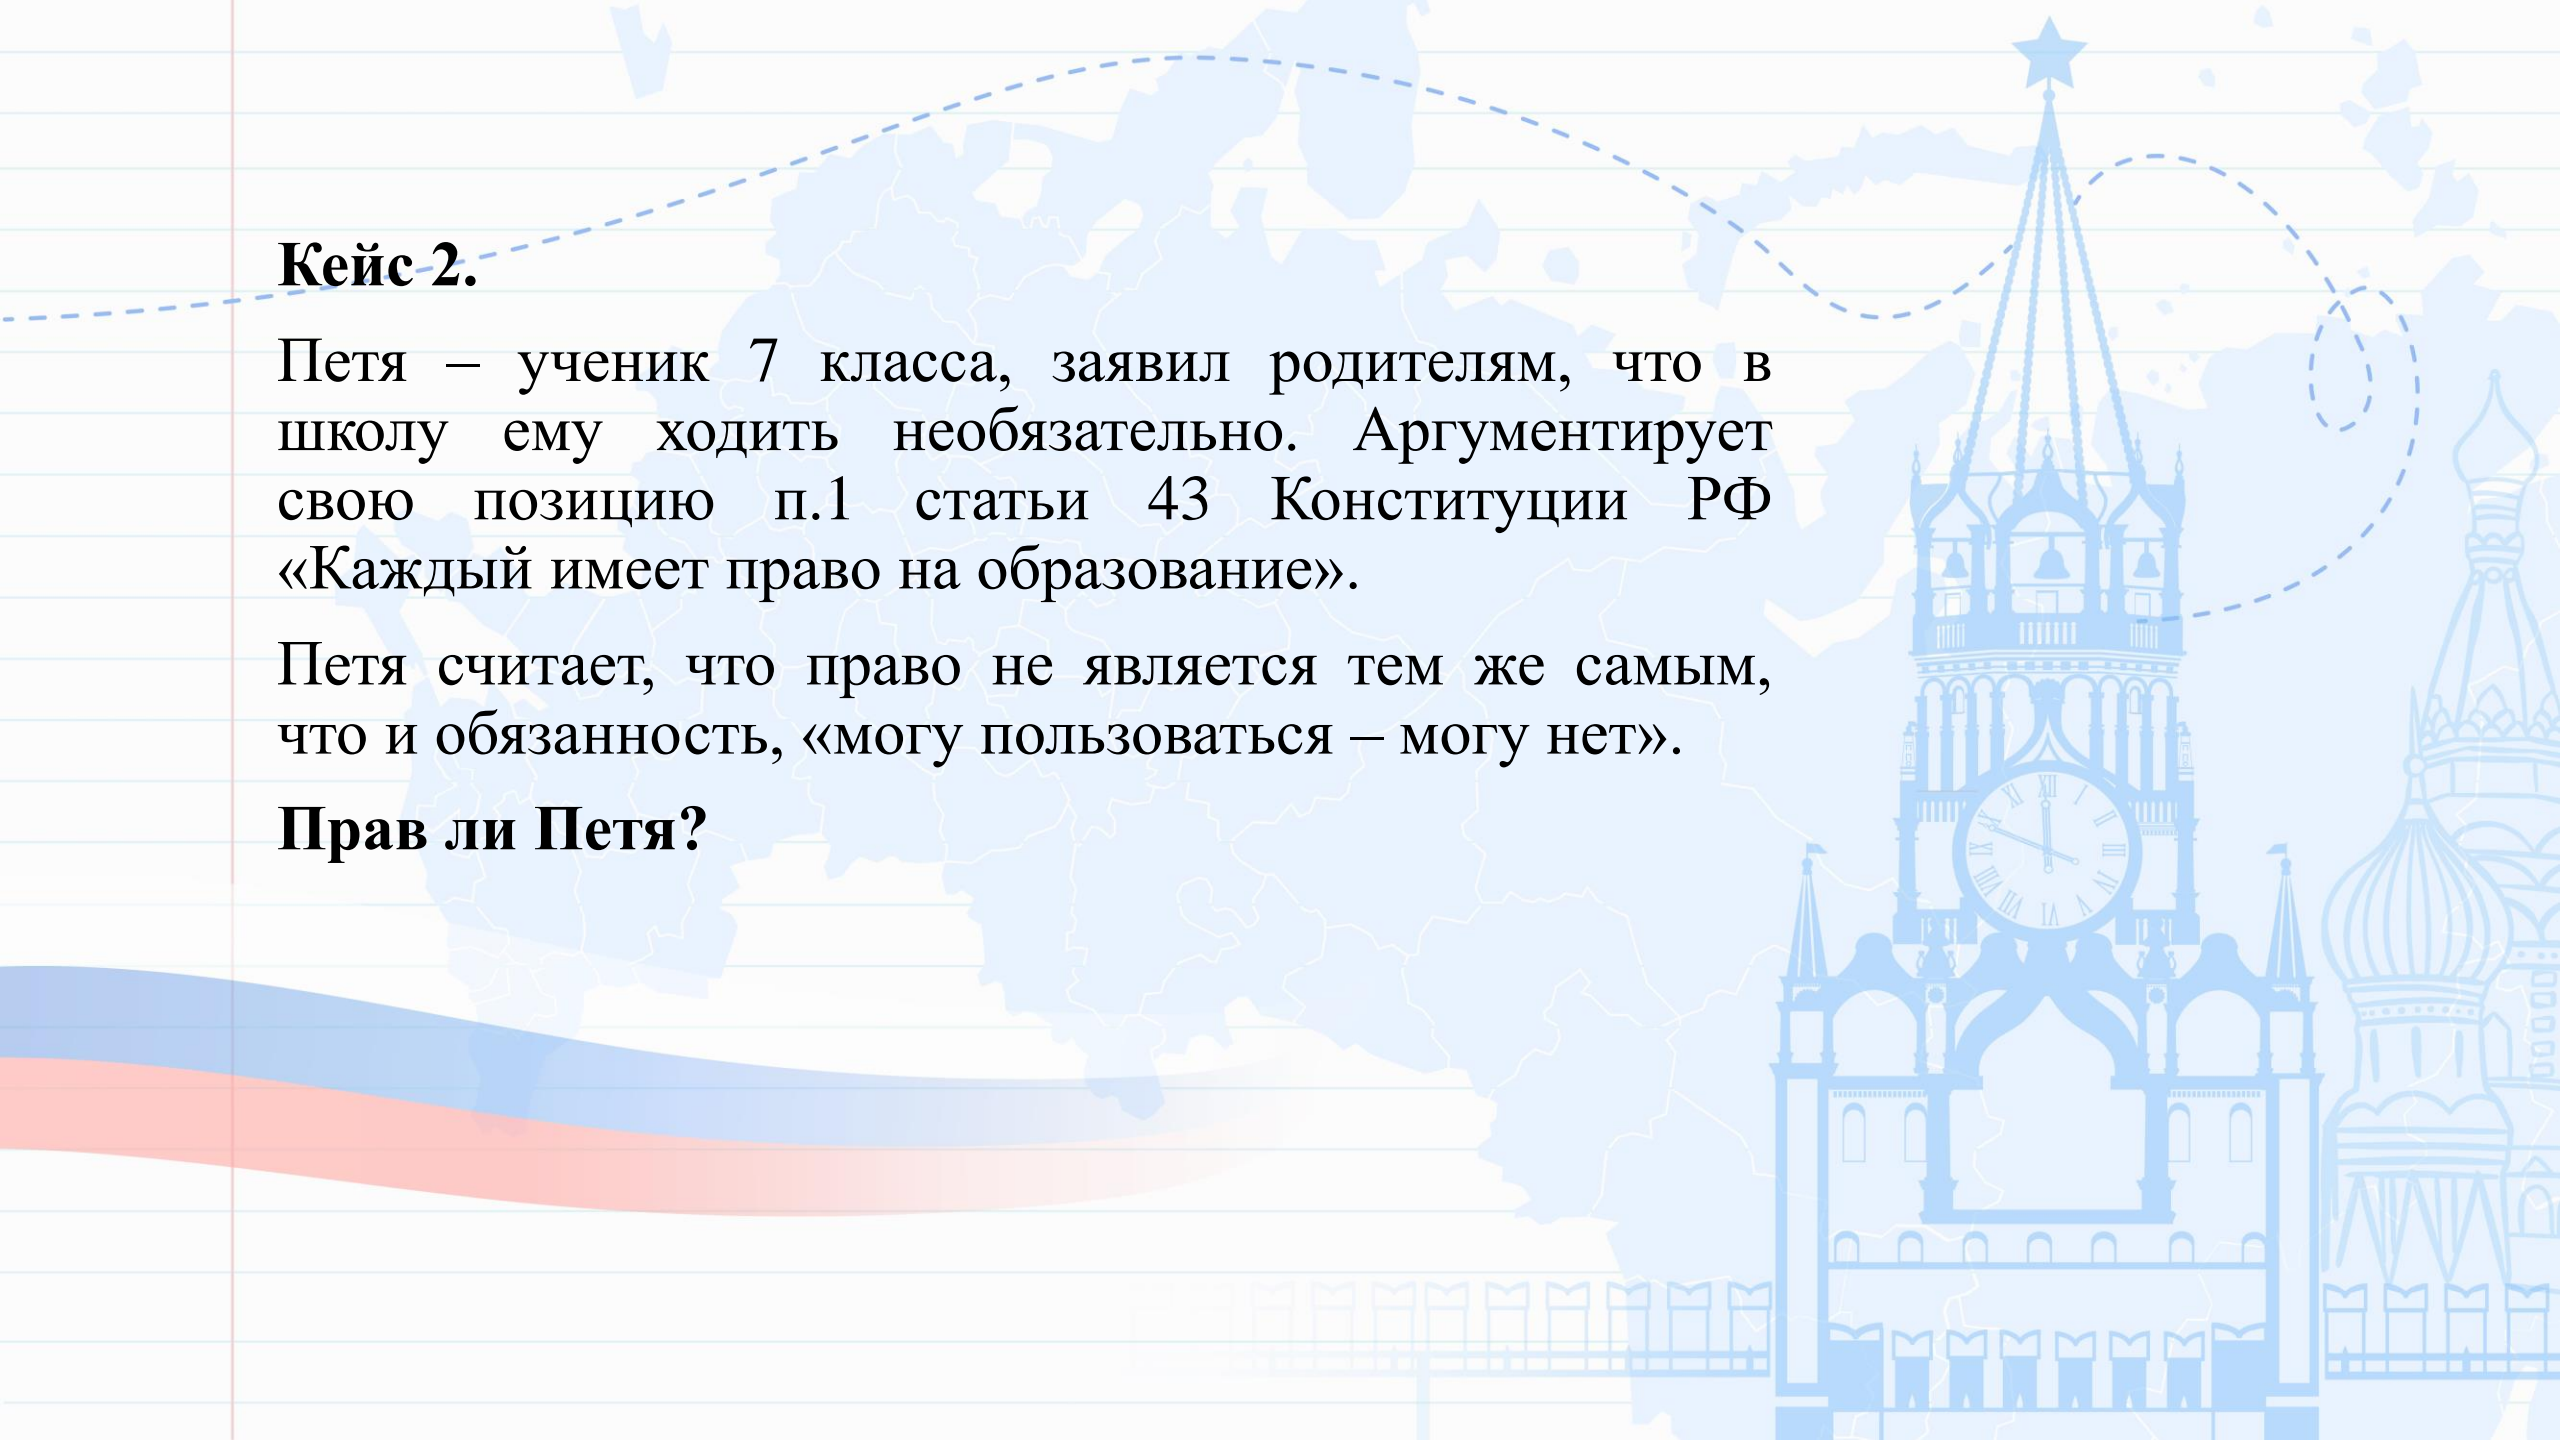 Кейс 2.
Петя – ученик 7 класса, заявил родителям, что в
школу ему ходить необязательно. Аргументирует
свою позицию п.1 статьи 43 Конституции РФ
«Каждый имеет право на образование».
Петя считает, что право не является тем же самым,
что и обязанность, «могу пользоваться – могу нет».
Прав ли Петя?